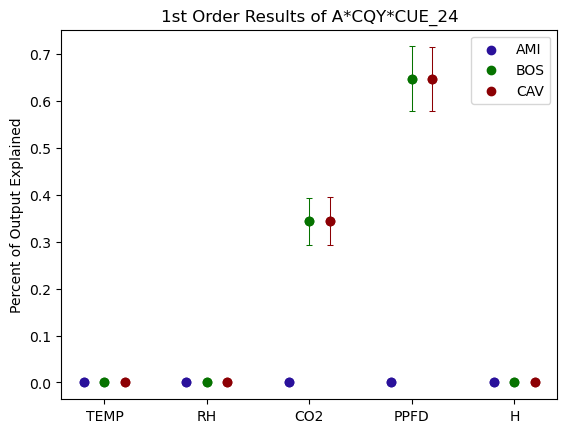 1st Order Results of A*CQY*CUE_24
Percent of Output Explained
0.7
0.6
0.5
0.4
0.3
0.2
0.1
0.0
TEMP RH CO2 PPFD H
AMI
BOS
CAV